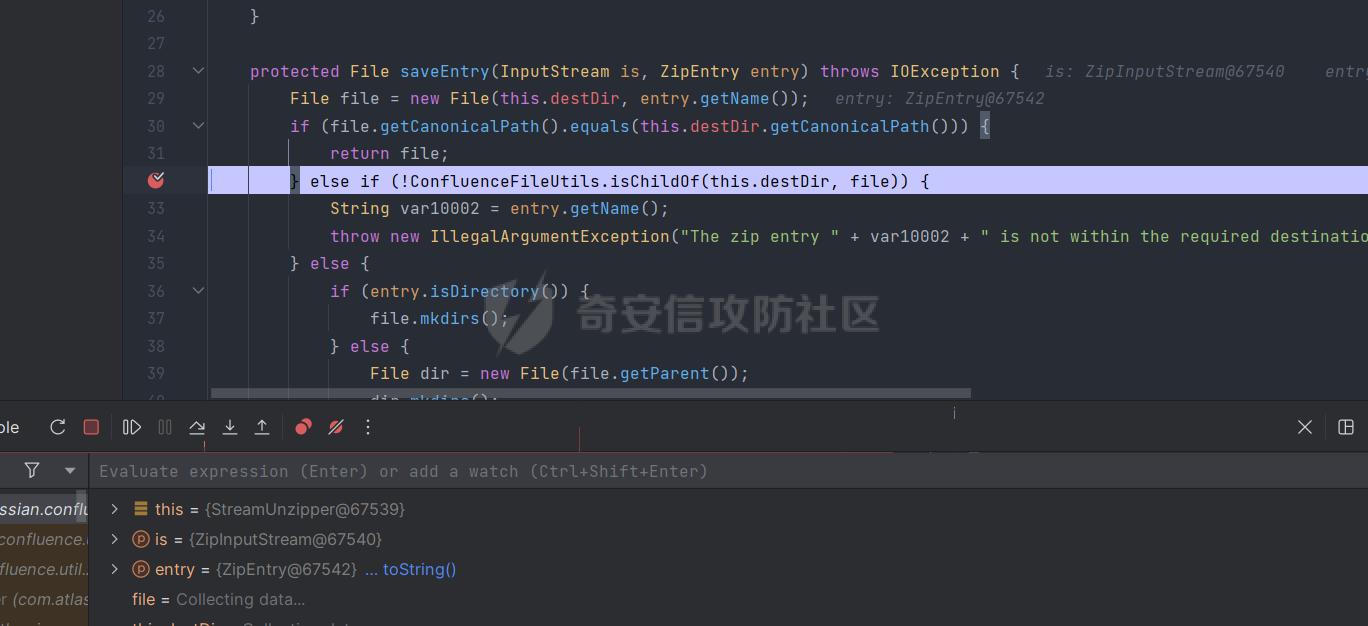 26 }
27
28 protected File saveEntry(InputStream is, ZipEntry entry) throws IOException { is: ZipInputStream@67540 entry
29 File file = new File(this.destDir, entry.getName()); entry: ZipEntry@67542
30 if (file.getCanonicalPath().equals(this.destDir.getCanonicalPath())) {
31 return file;
} else if (!ConfluenceFileUtils.isChildOf(this.destDir, file)) {
33 String var10002 = entry.getName();
34 throw new IllegalArgumentException("The zip entry " + var10002 + " is not within the required destinatio
35 } else {
36 if (entry.isDirectory()) {
奇安信攻防社区
37 file.mkdirs();
38 } else {
39 File dir = new File(file.getParent());
40 dir.mkdirs();
ole
Evaluate expression (Enter) or add a watch (Ctrl+Shift+Enter)
ssian.conflu
this = {StreamUnzipper@67539}
confluence.
is = {ZipInputStream@67540}
fluence.util..
entry = {ZipEntry@67542} ... toString()
r (com.atlas
file = Collecting data...